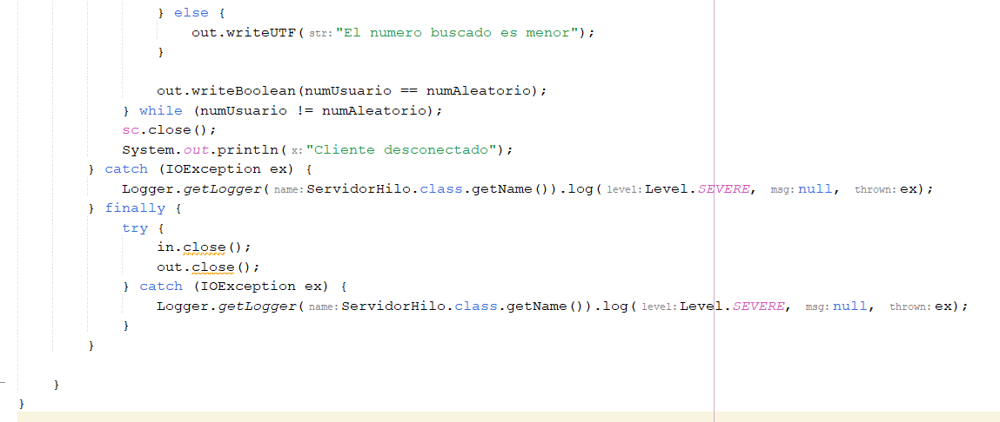 } else {
out.writeUTF( str: "El numero buscado es menor");
}
out.writeBoolean(numUsuario == numAleatorio);
} while (numUsuario != numAleatorio);
sc.close();
System.out.println( x: "Cliente desconectado");
} catch (IOException ex) {
Logger.getLogger( name: ServidorHilo.class.getName()).log( level: Level.SEVERE, msg: null, thrown: ex);
} finally {
try {
in.close();
out.close();
} catch (IOException ex) {
Logger.getLogger( name: ServidorHilo.class.getName()).log( level: Level.SEVERE, msg: null, thrown: ex);
}
}
}
}